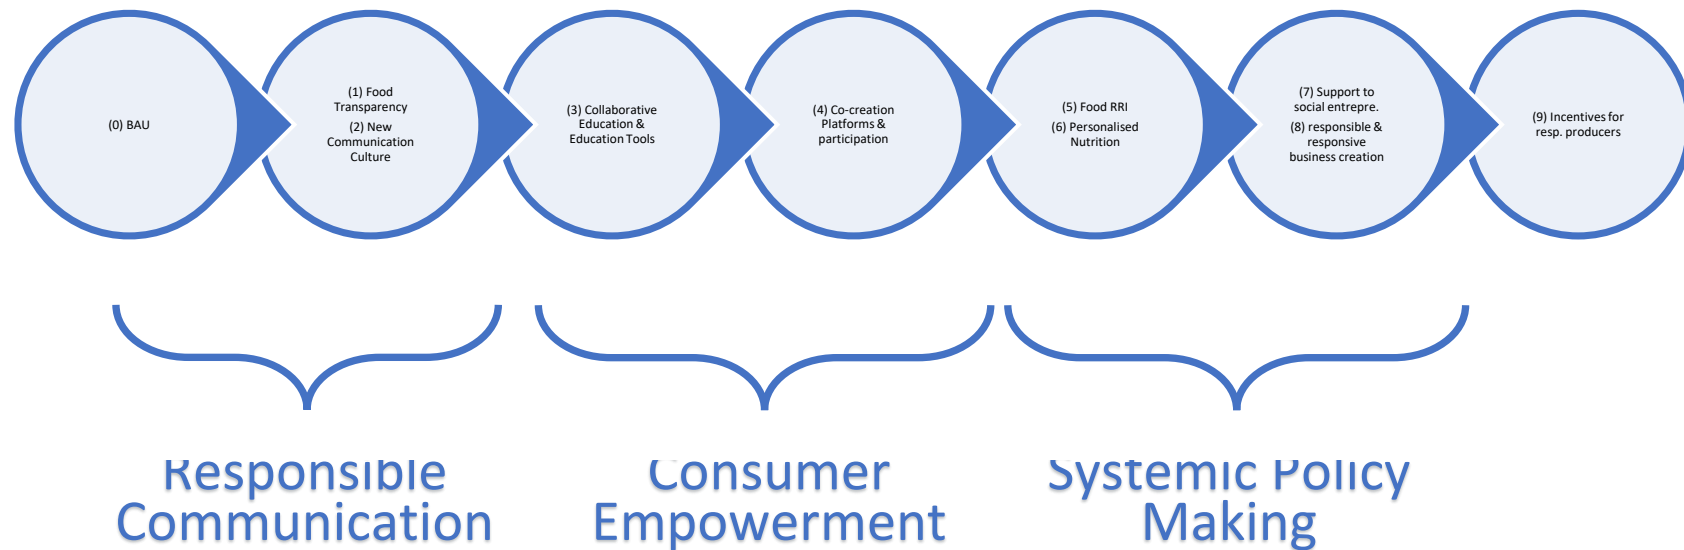 (0) BAU
(1) Food
Transparency
(2) New
Communication
Culture
(3) Collaborative
Education &
Education Tools
(4) Co-creation
Platforms &
participation
(5) Food RRI
(6) Personalised
Nutrition
(7) Support to
social entrepre.
(8) responsible &
responsive
business creation
(9) Incentives for
resp. producers
Responsible
Communication
Consumer
Empowerment
Systemic Policy
Making